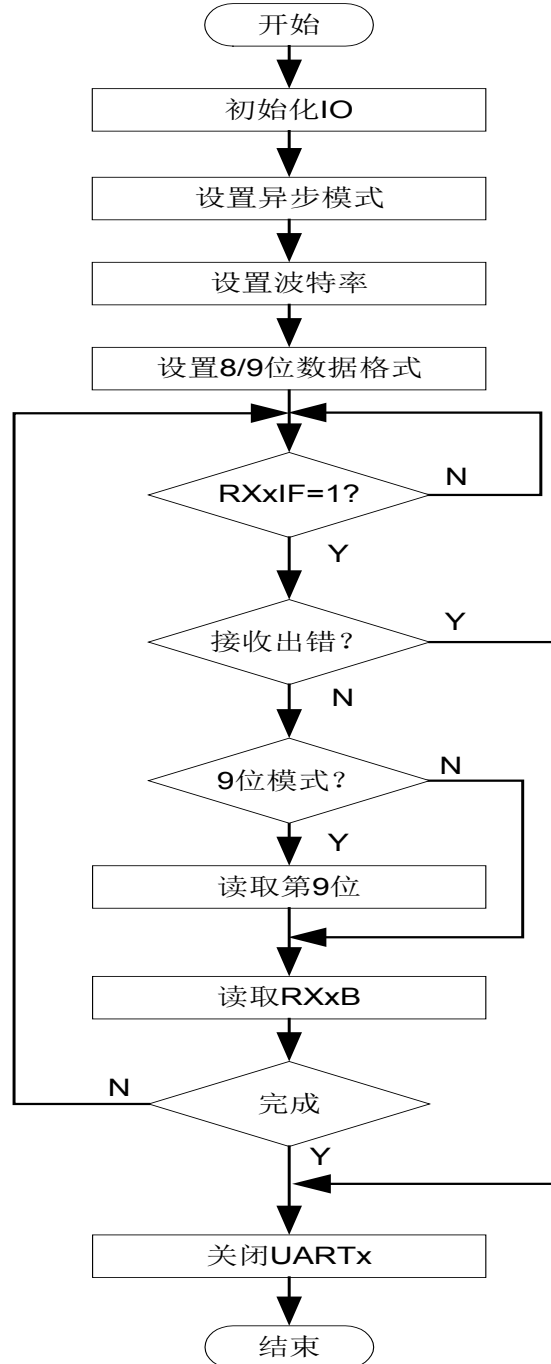 开始
初始化IO
设置异步模式
设置波特率
设置8/9位数据格式
RXxIF=1?
N
Y
接收出错?
Y
N
9位模式?
N
Y
读取第9位
读取RXxB
N
完成
Y
关闭UARTx
结束